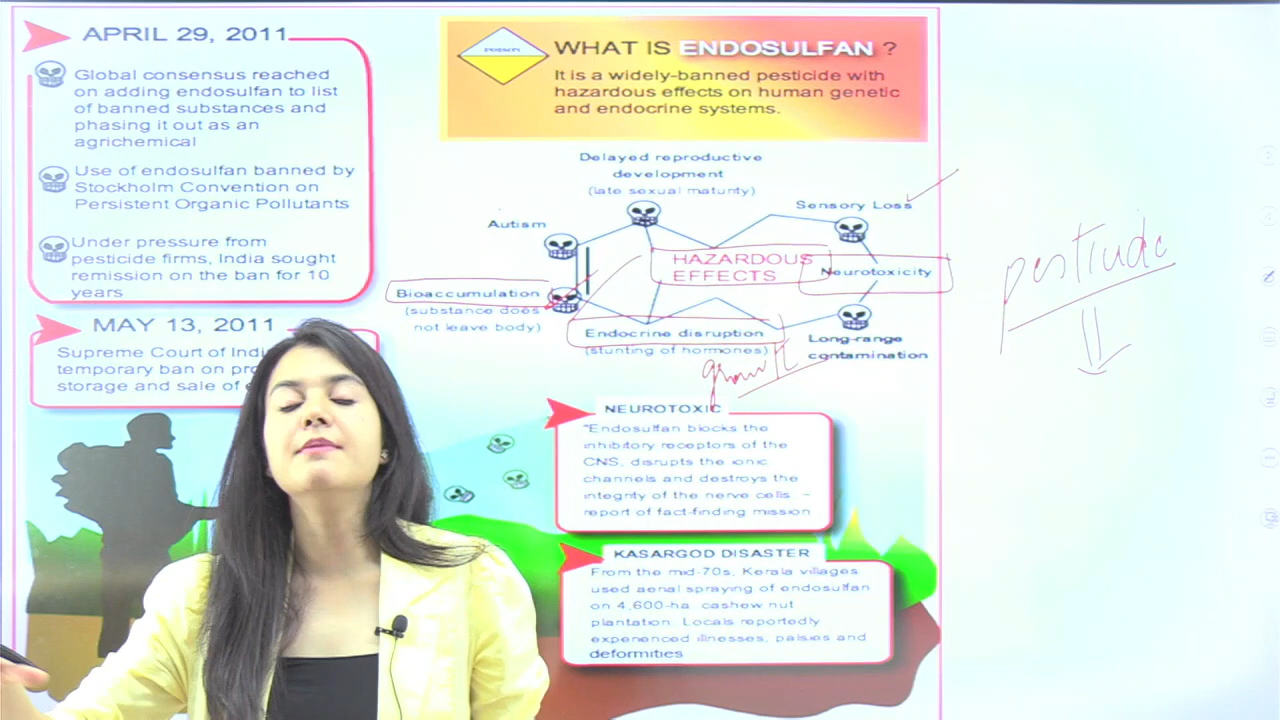 APRIL 29, 2011
Global consensus reached
on adding endosulfan to list
of banned substances and
phasing it out as an
agrichemical
Use of endosulfan banned by
Stockholm Convention on
Persistent Organic Pollutants
Under pressure from
pesticide firms, India sought
remission on the ban for 10
years
MAY 13, 2011
Supreme Court of Indi
temporary ban on pro
storage and sale of e
POISON
WHAT IS ENDOSULFAN ?
It is a widely-banned pesticide with
hazardous effects on human genetic
and endocrine systems.
Delayed reproductive
development
(late sexual maturity)
Sensory Loss
Autism
HAZARDOUS
EFFECTS
Neurotoxicity
Bioaccumulation
(substance does
not leave body)
Endocrine disruption
(stunting of hormones)
Long-range
contamination
growth
pesticide
NEUROTOXIC
"Endosulfan blocks the
inhibitory receptors of the
CNS, disrupts the ionic
channels and destroys the
integrity of the nerve cells -
report of fact-finding mission
KASARGOD DISASTER
From the mid-70s, Kerala villages
used aerial spraying of endosulfan
on 4,600-ha cashew nut
plantation. Locals reportedly
experienced illnesses, palsies and
deformities